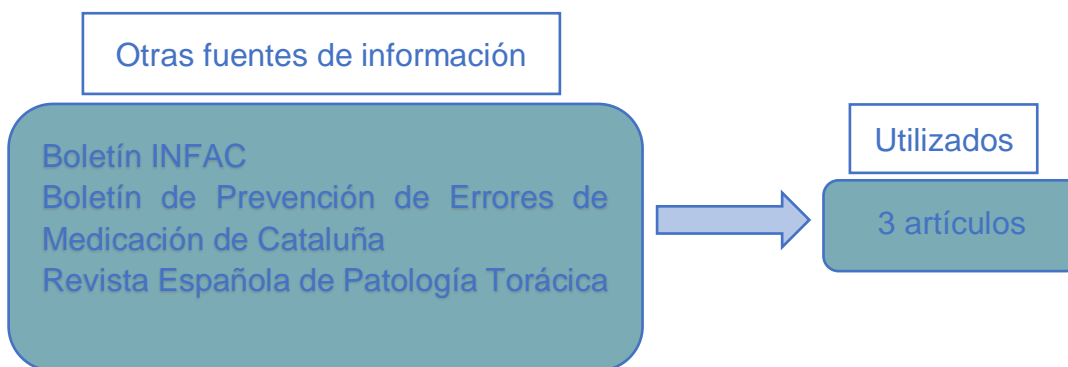 Otras fuentes de información
Boletín INFAC
Boletín de Prevención de Errores de
Medicación de Cataluña
Revista Española de Patología Torácica
Utilizados
3 artículos